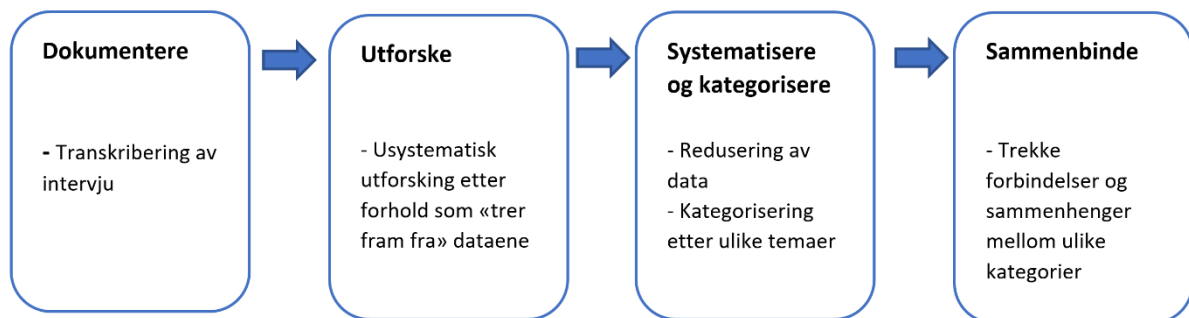 Dokumentere
- Transkribering av
intervju
Utforske
- Usystematisk
utforsking etter
forhold som «trer
fram fra» dataene
Systematisere
og kategorisere
- Redusering av
data
- Kategorisering
etter ulike temaer
Sammenbinde
- Trekke
forbindelser og
sammenhenger
mellom ulike
kategorier